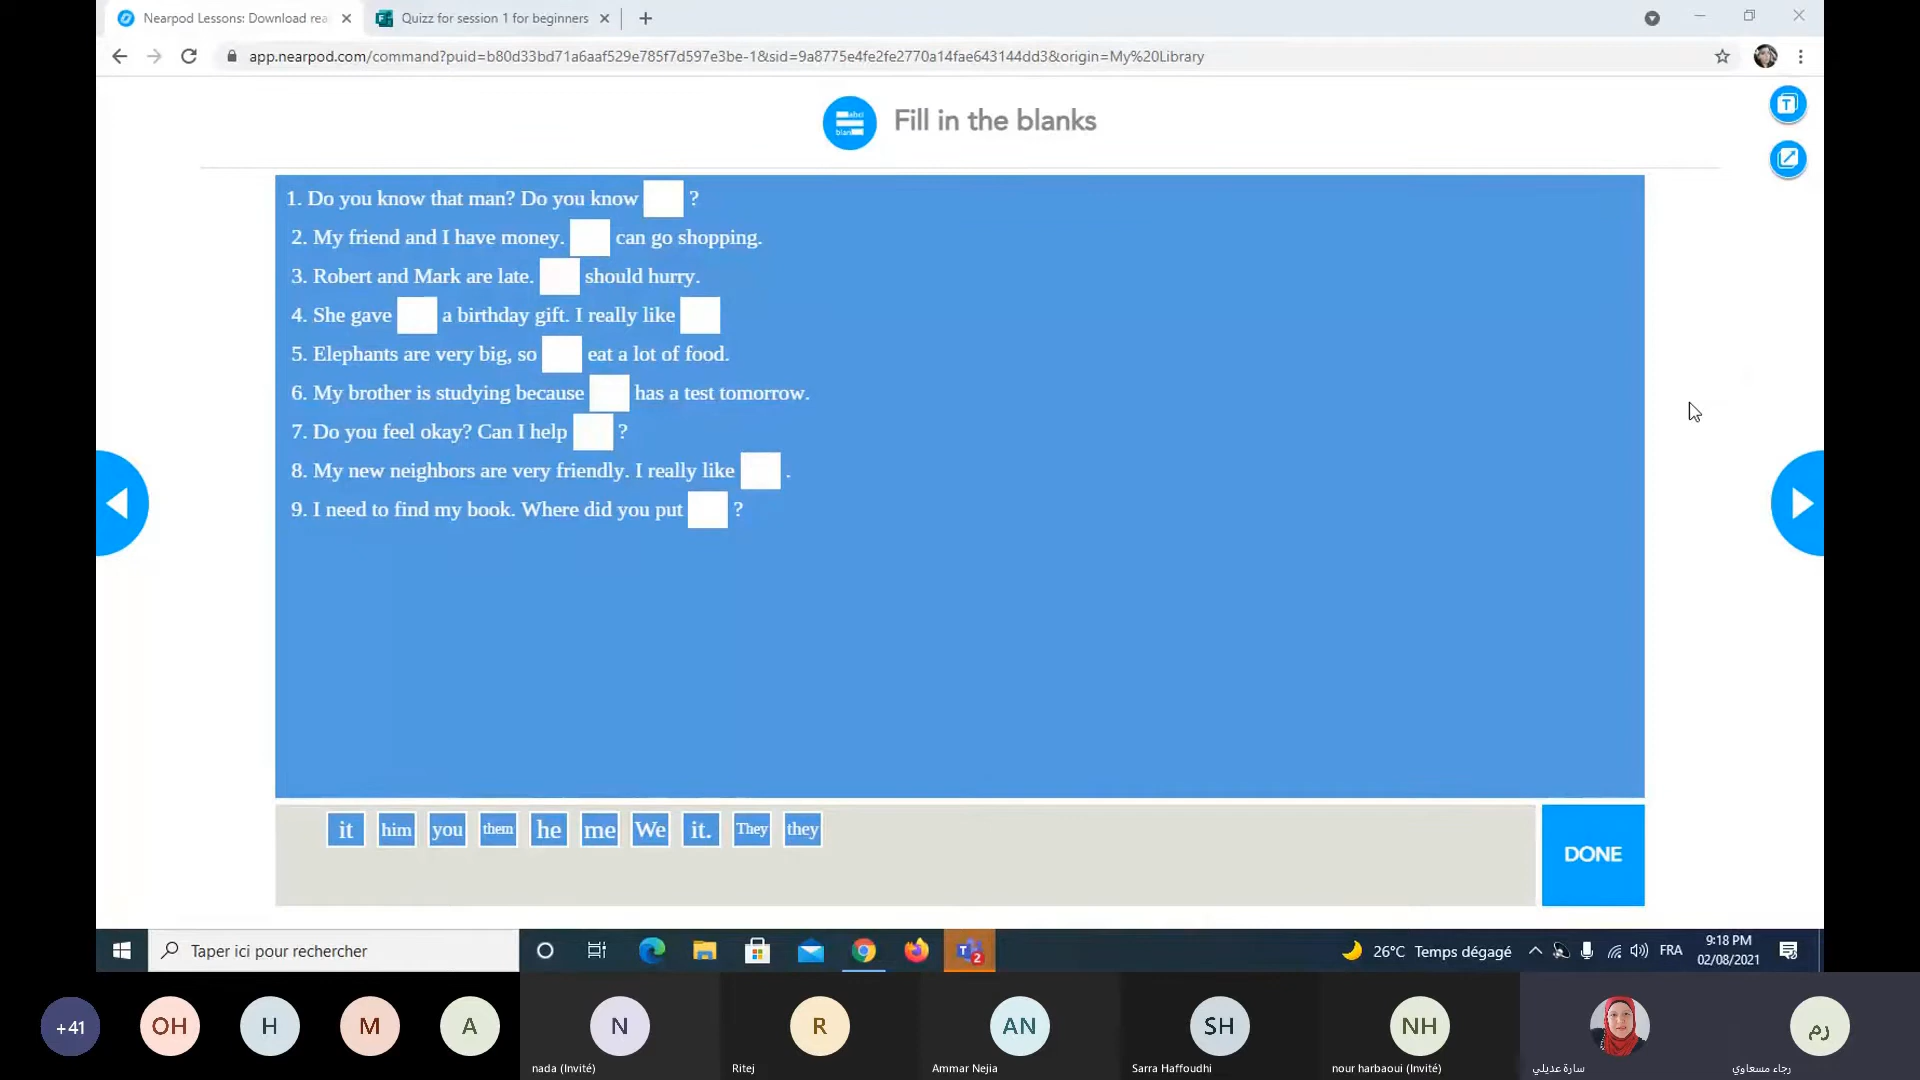 Nearpod Lessons: Download rea
Quizz for session 1 for beginners
app.nearpod.com/command?puid=b80d33bd71a6aaf529e785f7d597e3be-1&sid=9a8775e4fe2fe2770a14fae643144dd3&origin=My%20Library
Fill in the blanks
T
1. Do you know that man? Do you know ?
2. My friend and I have money. can go shopping.
3. Robert and Mark are late. should hurry.
4. She gave a birthday gift. I really like
5. Elephants are very big, so eat a lot of food.
6. My brother is studying because has a test tomorrow.
7. Do you feel okay? Can I help ?
8. My new neighbors are very friendly. I really like .
9. I need to find my book. Where did you put ?
it him you them he me We it. They they
DONE
Taper ici pour rechercher
2
26°C Temps dégagé
FRA
9:18 PM
02/08/2021
+41 OH H M A N R AN SH NH رم
nada (Invité) Ritej Ammar Nejia Sarra Haffoudhi nour harbaoui (Invité) سارة عديلي رجاء مسعاوي